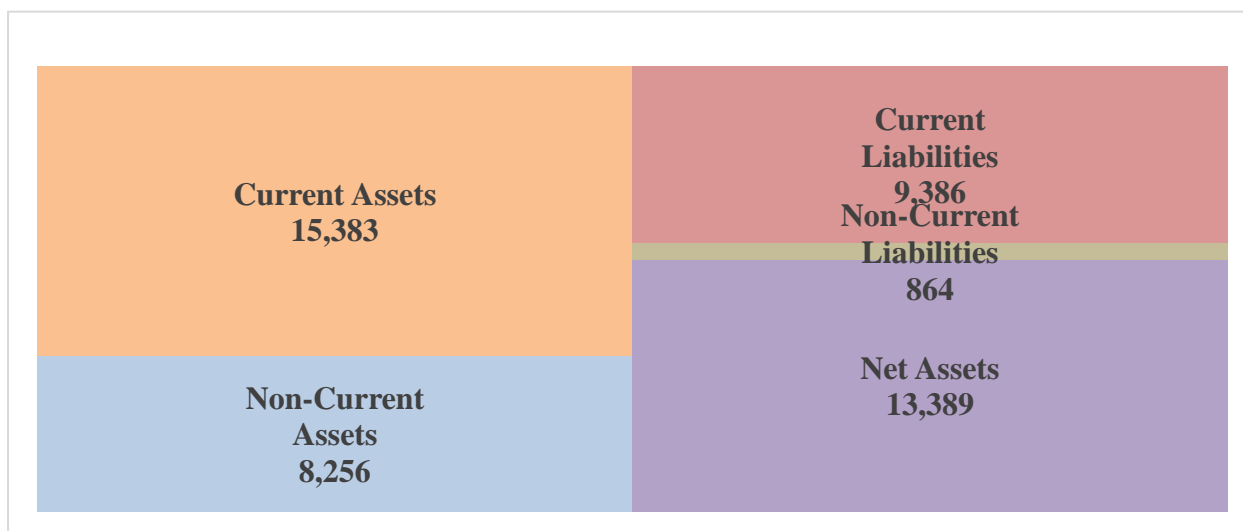 Current Assets
15,383
Non-Current
Assets
8,256
Current
Liabilities
9,386
Non-Current
Liabilities
864
Net Assets
13,389